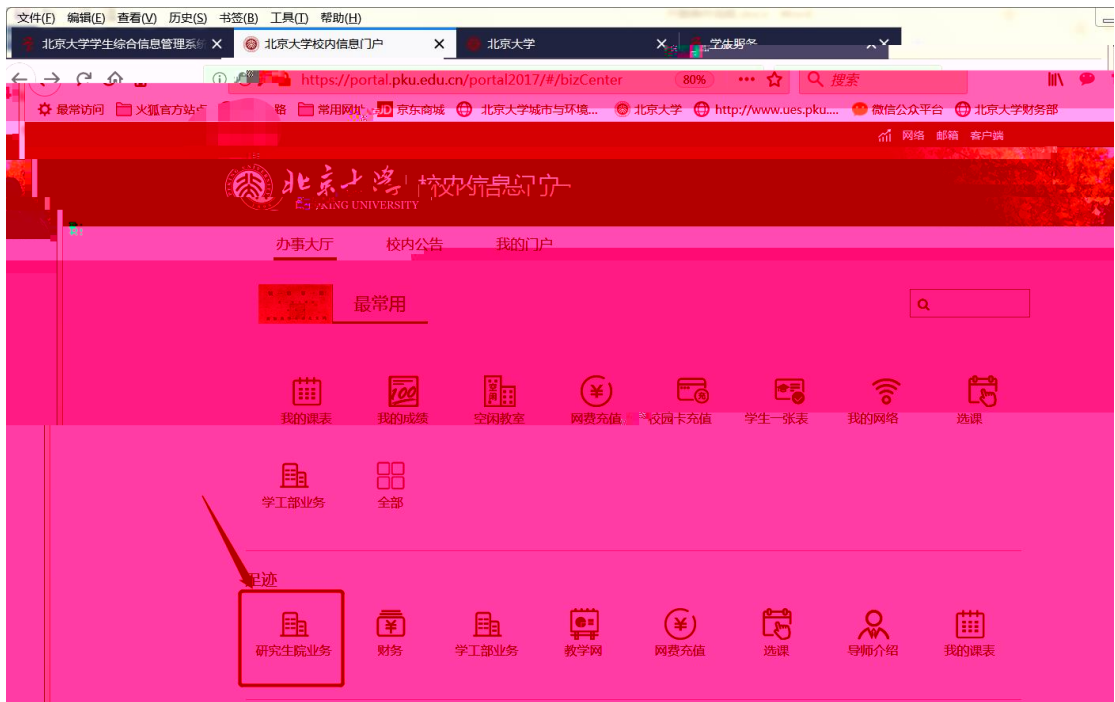 文件(F) 编辑(E) 查看(V) 历史(S) 书签(B) 工具(T) 帮助(H)
北京大学学生综合信息管理系统 北京大学校内信息门户 北京大学
https://portal.pku.edu.cn/portal2017/#/bizCenter 80% 搜索
最常访问 火狐官方站点 常用网址 JD 京东商城 北京大学城市与环境... 北京大学 http://www.ues.pku.... 微信公众平台 北京大学财务部
网络 邮箱 客户端
北京大学 校内信息门户
UNIVERSITY
办事大厅 校内公告 我的门户
最常用
我的课表 我的成绩 空闲教室 网费充值 校园卡充值 学生一张表 我的网络 选课
学工部业务 全部
足迹
研究生院业务 财务 学工部业务 教学网 网费充值 选课 导师介绍 我的课表